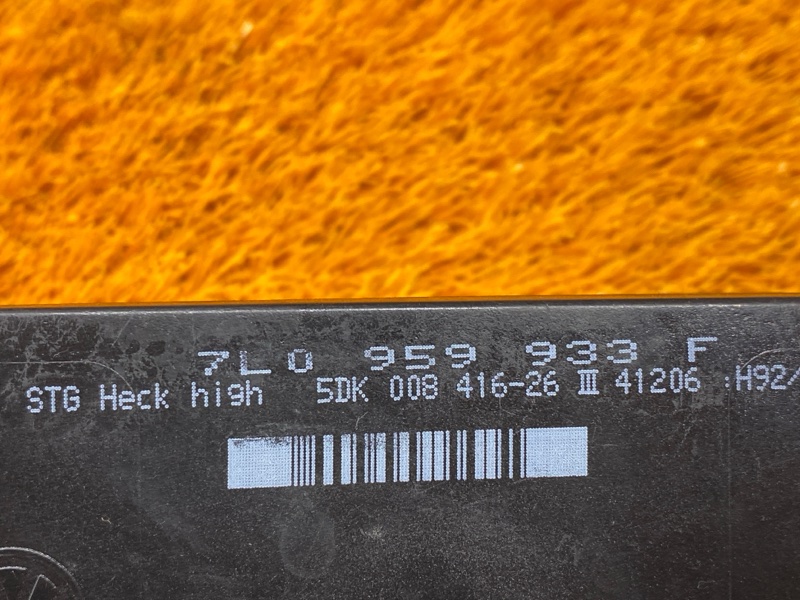 7L0 959 933 F
STG Heck high 5DK 008 416-26 III 41206 :H92/